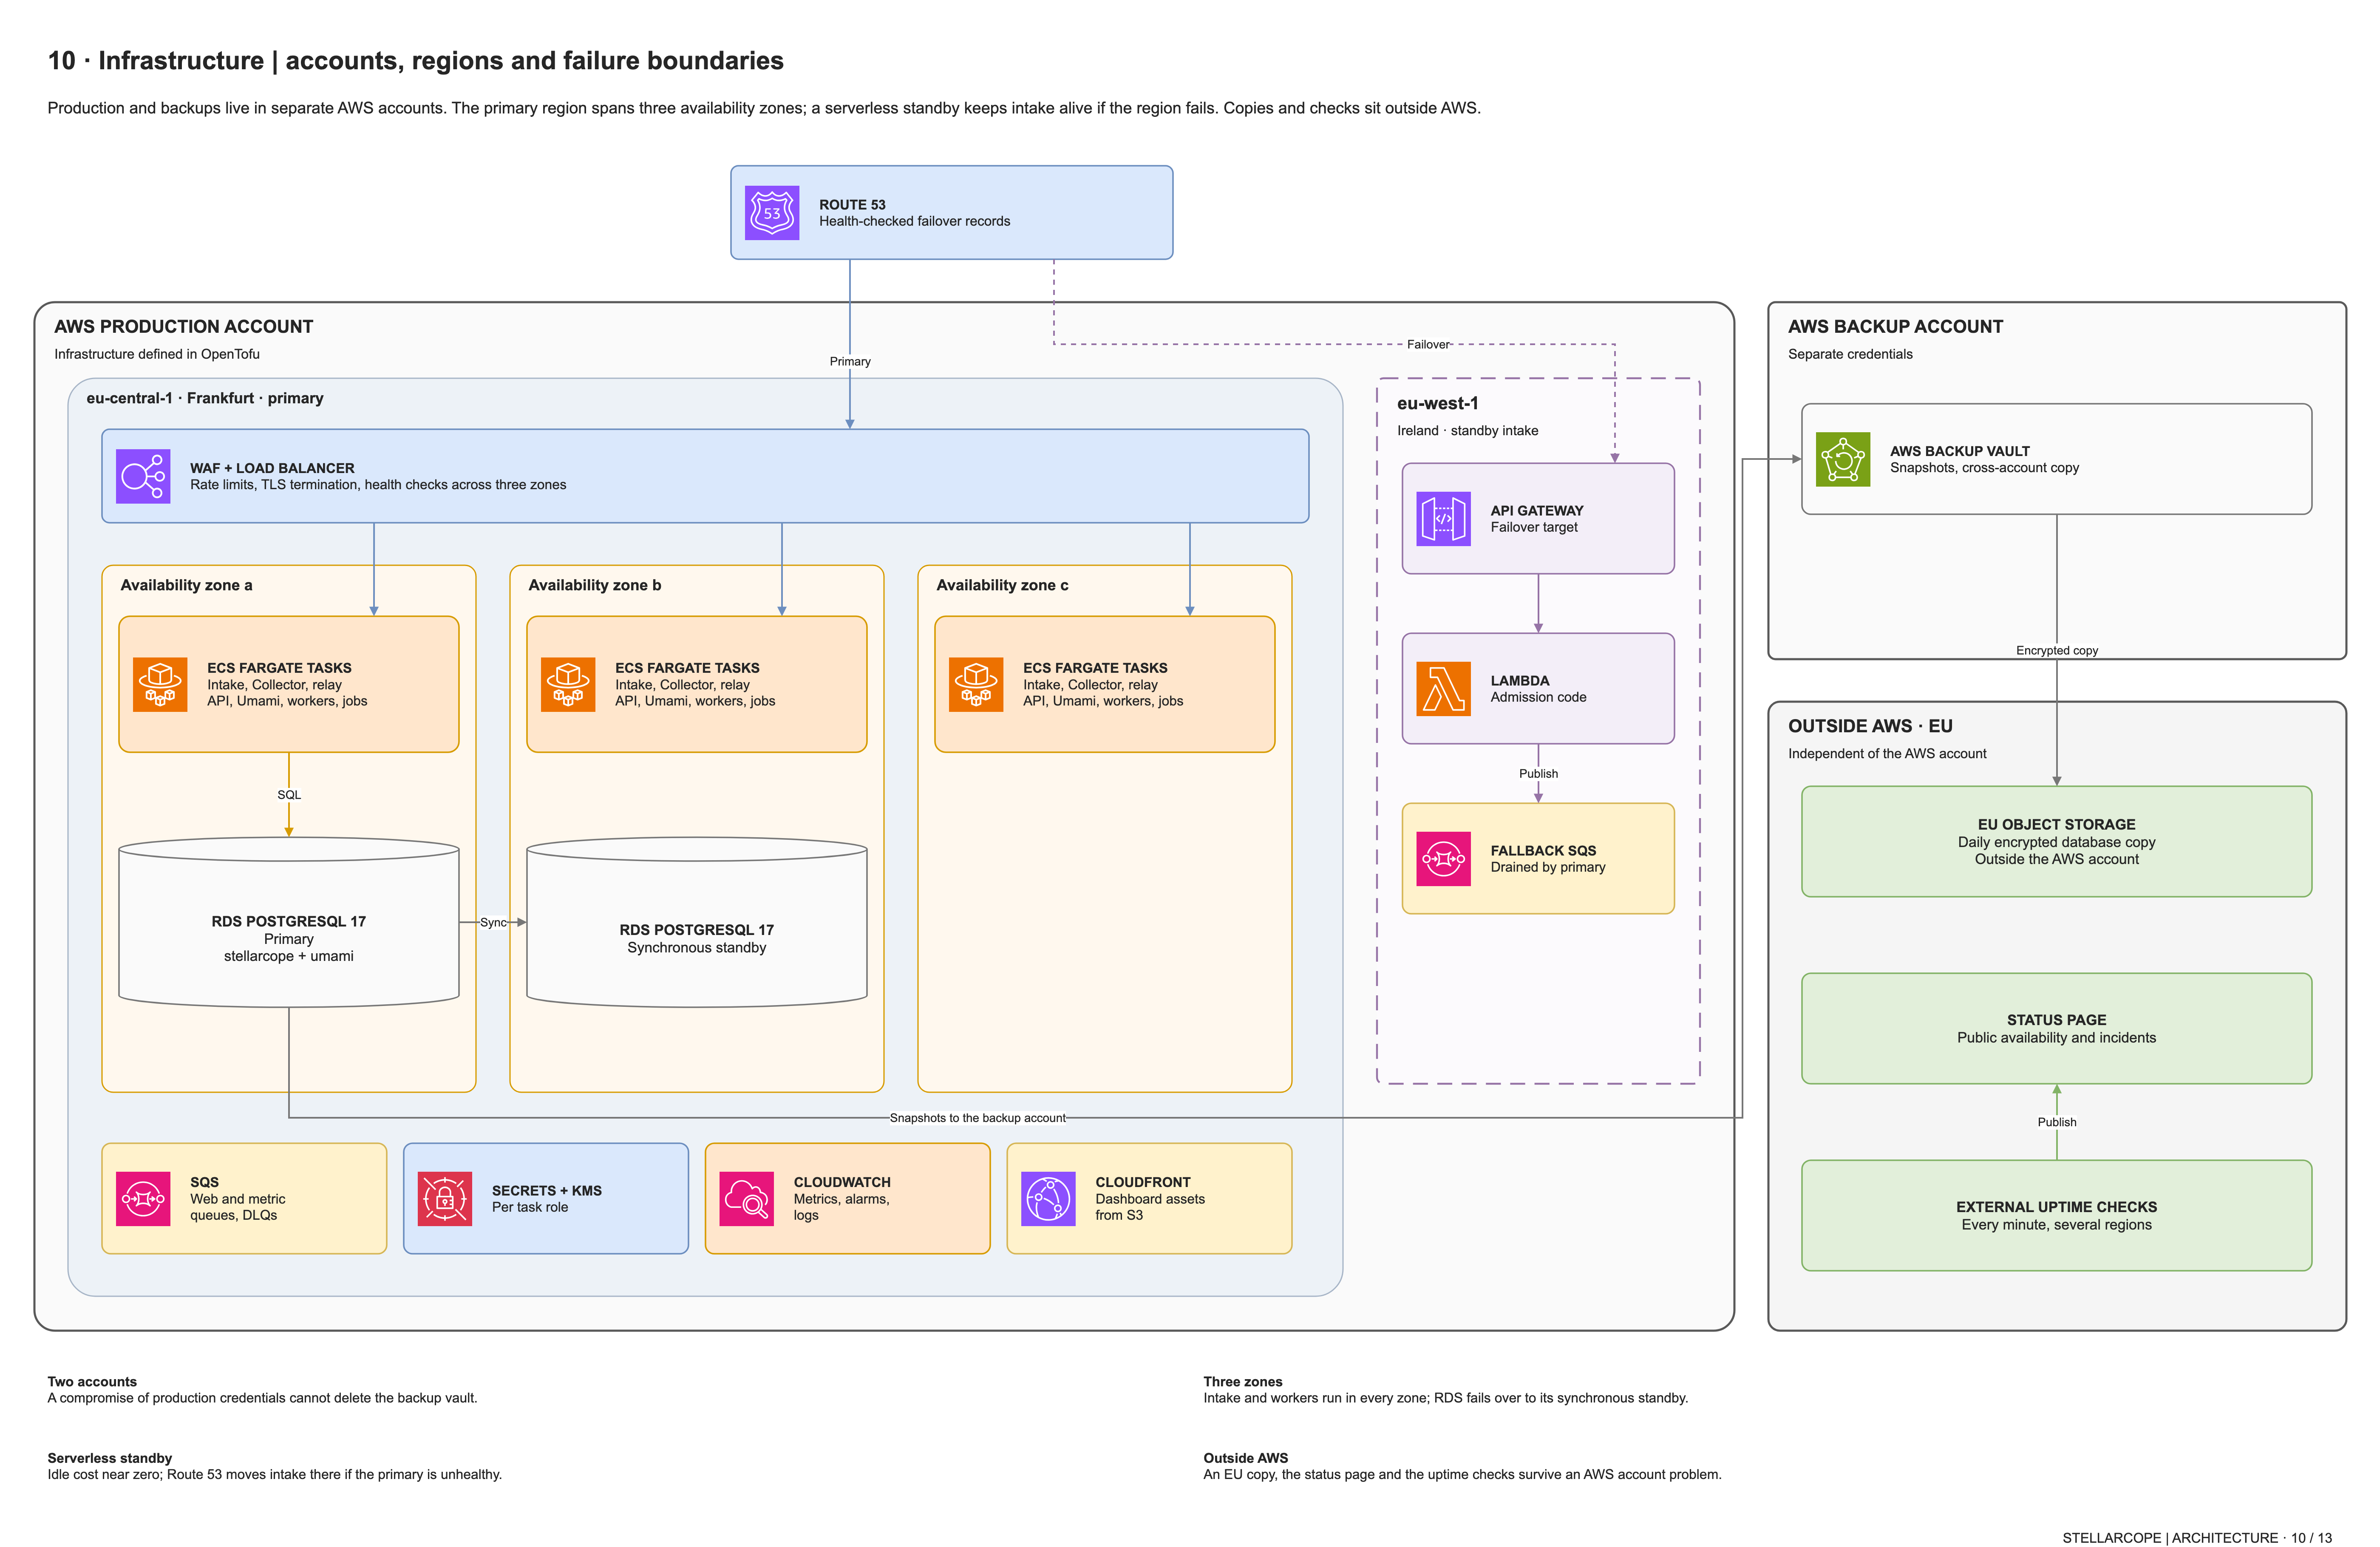 10 · Infrastructure | accounts, regions and failure boundaries
Production and backups live in separate AWS accounts. The primary region spans three availability zones; a serverless standby keeps intake alive if the region fails. Copies and checks sit outside AWS.
53
ROUTE 53
Health-checked failover records
AWS PRODUCTION ACCOUNT
Infrastructure defined in OpenTofu
Primary
Failover
eu-central-1 · Frankfurt · primary
WAF + LOAD BALANCER
Rate limits, TLS termination, health checks across three zones
Availability zone a
ECS FARGATE TASKS
Intake, Collector, relay
API, Umami, workers, jobs
SQL
RDS POSTGRESQL 17
Primary
stellarcope + umami
Sync
Availability zone b
ECS FARGATE TASKS
Intake, Collector, relay
API, Umami, workers, jobs
RDS POSTGRESQL 17
Synchronous standby
Availability zone c
ECS FARGATE TASKS
Intake, Collector, relay
API, Umami, workers, jobs
Snapshots to the backup account
SQS
Web and metric
queues, DLQs
SECRETS + KMS
Per task role
CLOUDWATCH
Metrics, alarms,
logs
CLOUDFRONT
Dashboard assets
from S3
eu-west-1
Ireland · standby intake
API GATEWAY
Failover target
LAMBDA
Admission code
Publish
FALLBACK SQS
Drained by primary
AWS BACKUP ACCOUNT
Separate credentials
AWS BACKUP VAULT
Snapshots, cross-account copy
Encrypted copy
OUTSIDE AWS · EU
Independent of the AWS account
EU OBJECT STORAGE
Daily encrypted database copy
Outside the AWS account
STATUS PAGE
Public availability and incidents
Publish
EXTERNAL UPTIME CHECKS
Every minute, several regions
Two accounts
A compromise of production credentials cannot delete the backup vault.
Three zones
Intake and workers run in every zone; RDS fails over to its synchronous standby.
Serverless standby
Idle cost near zero; Route 53 moves intake there if the primary is unhealthy.
Outside AWS
An EU copy, the status page and the uptime checks survive an AWS account problem.
STELLARCOPE | ARCHITECTURE · 10 / 13